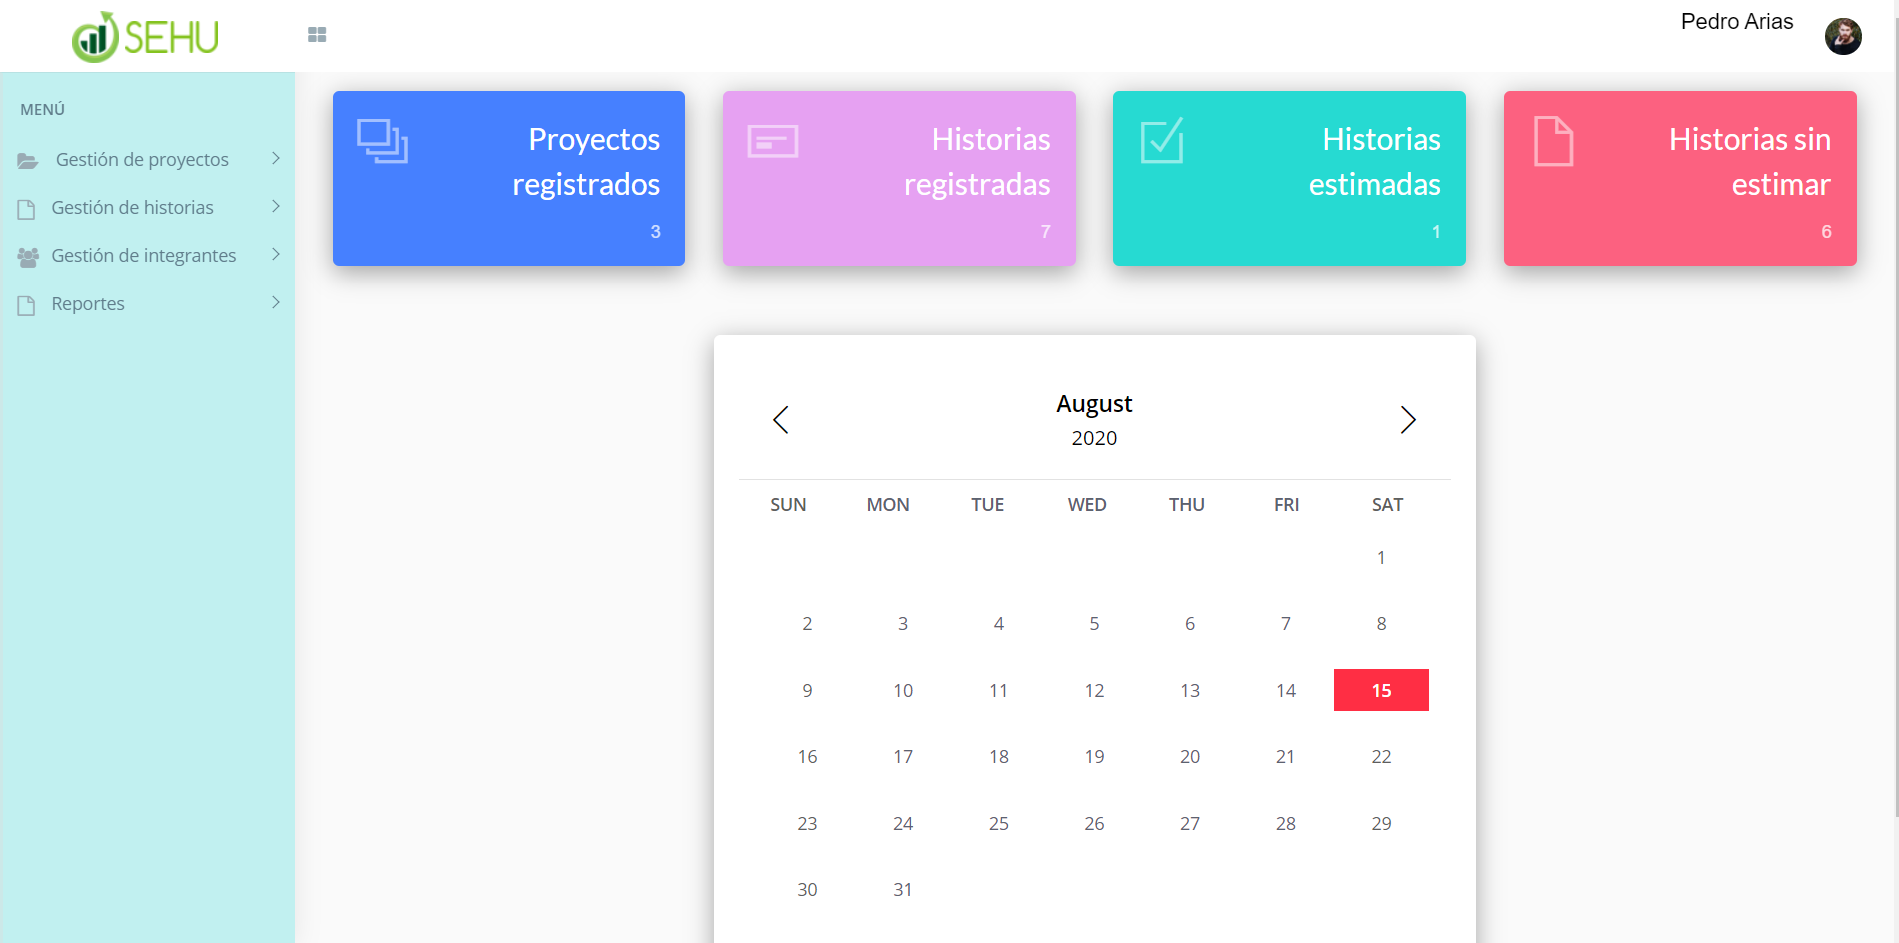 SEHU
Pedro Arias
MENÚ
Gestión de proyectos
Gestión de historias
Gestión de integrantes
Reportes
Proyectos
registrados
3
Historias
registradas
7
Historias
estimadas
1
Historias sin
estimar
6
August
2020
SUN MON TUE WED THU FRI SAT
1
2 3 4 5 6 7 8
9 10 11 12 13 14 15
16 17 18 19 20 21 22
23 24 25 26 27 28 29
30 31